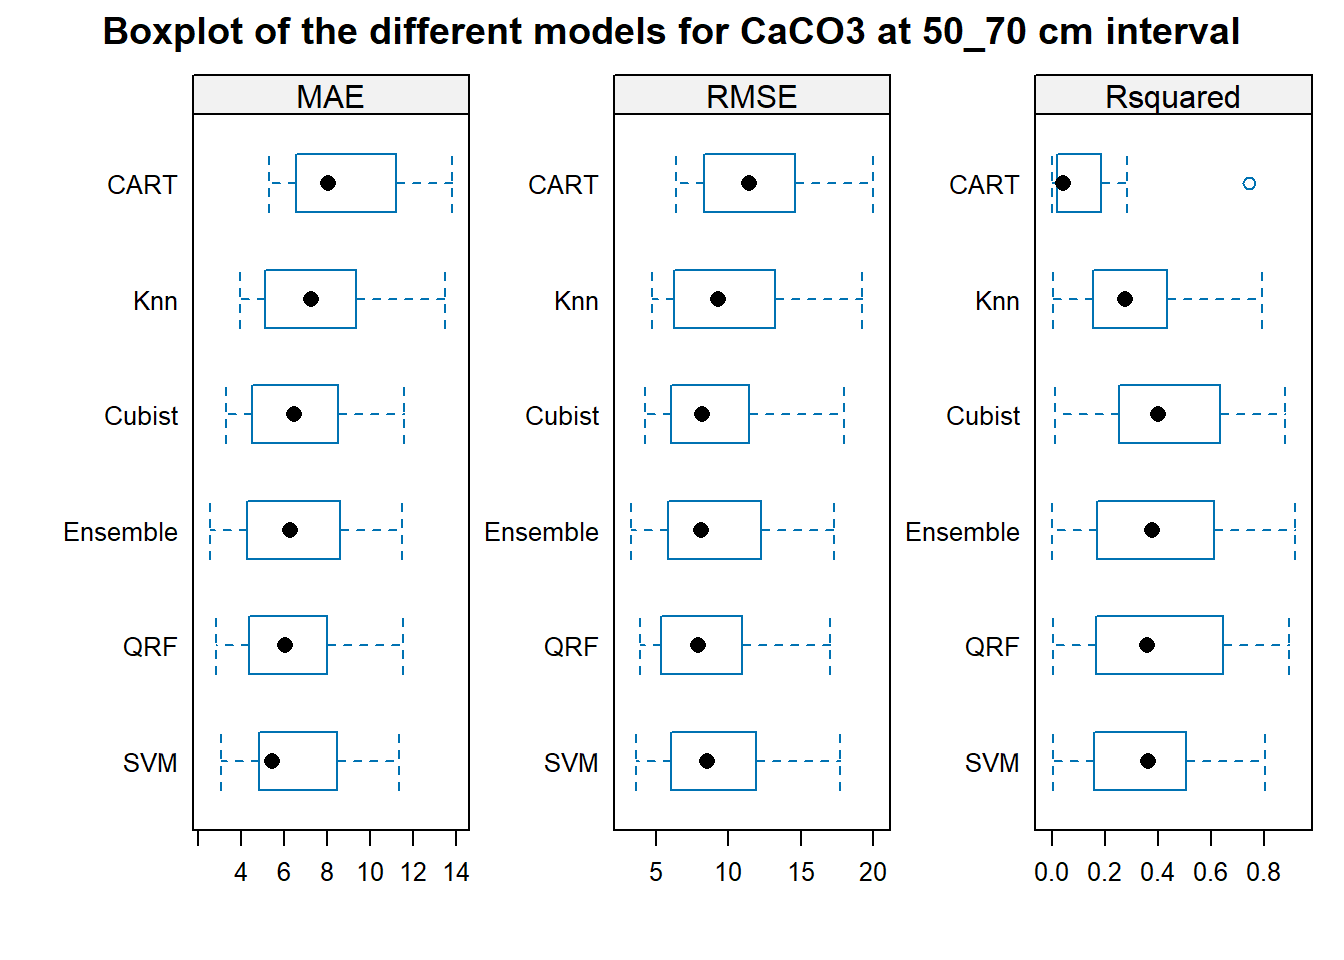 Boxplot of the different models for CaCO3 at 50_70 cm interval
MAE RMSE Rsquared
CART CART CART
Knn Knn Knn
Cubist Cubist Cubist
Ensemble Ensemble Ensemble
QRF QRF QRF
SVM SVM SVM
4 6 8 10 12 14 5 10 15 20 0.0 0.2 0.4 0.6 0.8